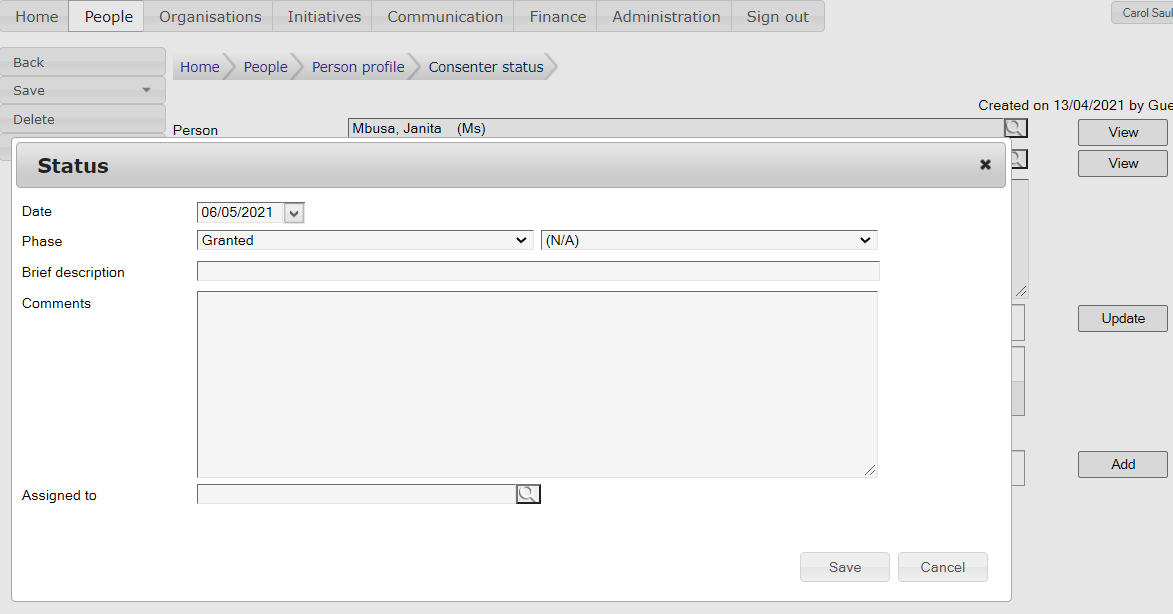 Home People Organisations Initiatives Communication Finance Administration Sign out
Carol Saul
Back
Save
Delete
Home People Person profile Consenter status
Created on 13/04/2021 by Gue
Person Mbusa, Janita (Ms) View
View
Status
Date 06/05/2021
Phase Granted (N/A)
Brief description
Comments
Update
Add
Assigned to
Save Cancel